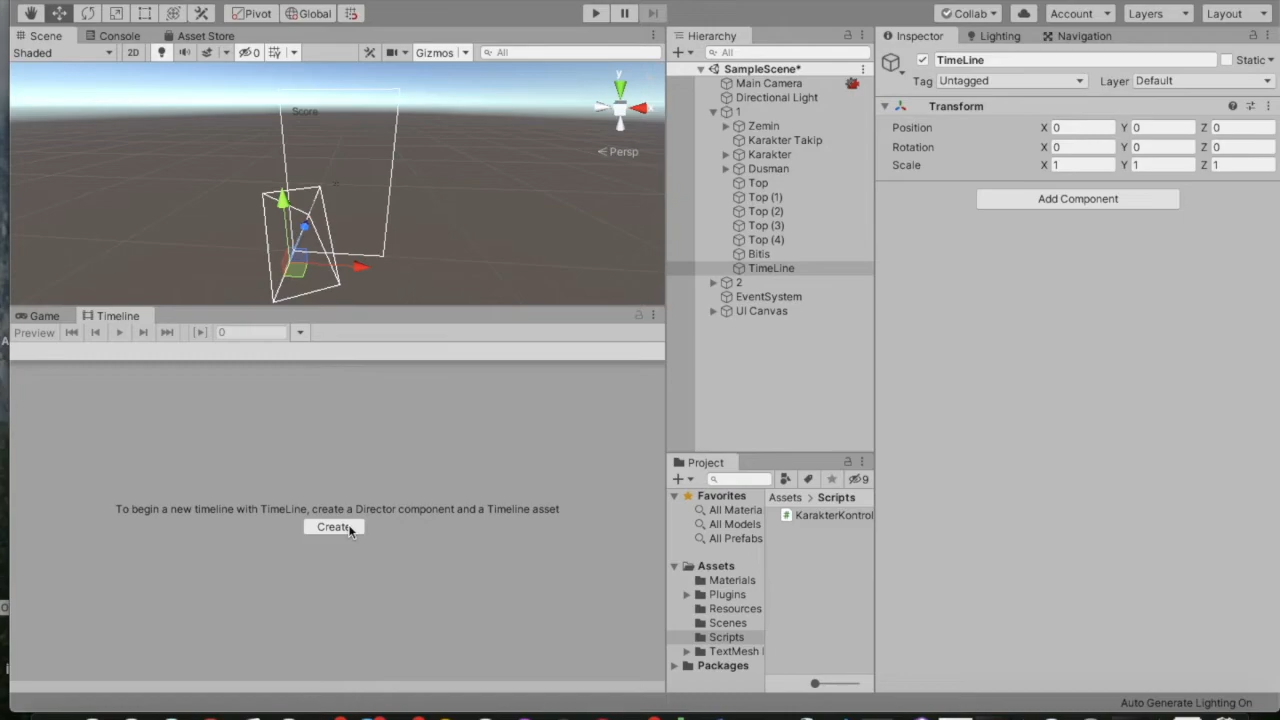 Pivot Global Collab Account Layers Layout
Scene Console Asset Store
Shaded 2D 0 Gizmos All
Score
y
Persp
Game Timeline
Preview 0
To begin a new timeline with TimeLine, create a Director component and a Timeline asset
Create
Hierarchy
All
SampleScene*
Main Camera
Directional Light
1
Zemin
Karakter Takip
Karakter
Dusman
Top
Top (1)
Top (2)
Top (3)
Top (4)
Bitis
TimeLine
2
EventSystem
UI Canvas
Project
9
Favorites
All Materia
All Models
All Prefabs
Assets
Materials
Plugins
Resources
Scenes
Scripts
TextMesh
Packages
Assets > Scripts
# KarakterKontrol
Inspector Lighting Navigation
TimeLine Static
Tag Untagged Layer Default
Transform
Position X 0 Y 0 Z 0
Rotation X 0 Y 0 Z 0
Scale X 1 Y 1 Z 1
Add Component
Auto Generate Lighting On